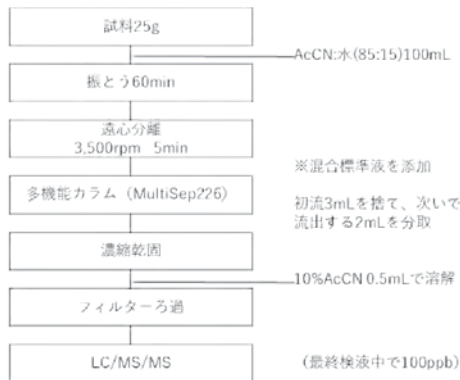 試料25g
AcCN:水(85:15)100mL
振とう60min
遠心分離
3,500rpm 5min
※混合標準液を添加
多機能カラム（MultiSep226）
初流3mLを捨て、次いで
流出する2mLを分取
濃縮乾固
10%AcCN 0.5mLで溶解
フィルターろ過
LC/MS/MS
(最終検液中で100ppb)